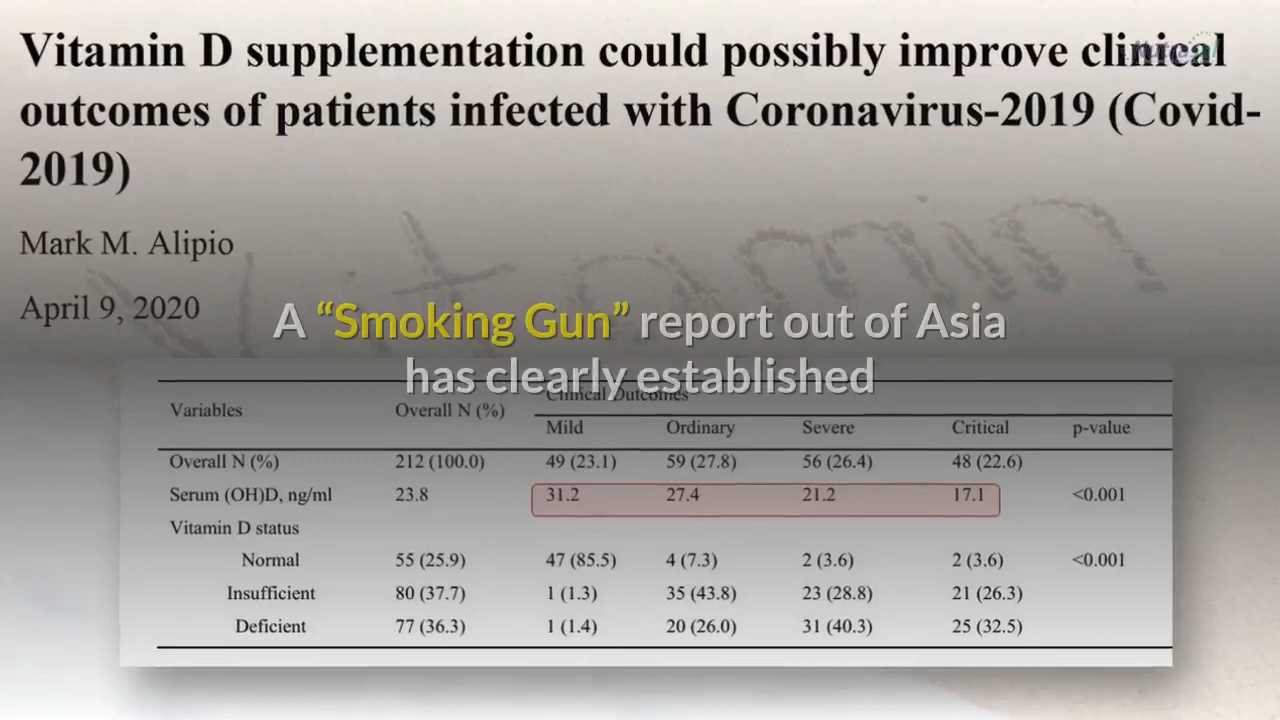 Vitamin D supplementation could possibly improve clinical
outcomes of patients infected with Coronavirus-2019 (Covid-
2019)
Mark M. Alipio
April 9, 2020
A “Smoking Gun” report out of Asia
has clearly established
Clinical Outcomes
Variables Overall N (%) Mild Ordinary Severe Critical p-value
Overall N (%) 212 (100.0) 49 (23.1) 59 (27.8) 56 (26.4) 48 (22.6)
Serum (OH)D, ng/ml 23.8 31.2 27.4 21.2 17.1 <0.001
Vitamin D status
Normal 55 (25.9) 47 (85.5) 4 (7.3) 2 (3.6) 2 (3.6) <0.001
Insufficient 80 (37.7) 1 (1.3) 35 (43.8) 23 (28.8) 21 (26.3)
Deficient 77 (36.3) 1 (1.4) 20 (26.0) 31 (40.3) 25 (32.5)